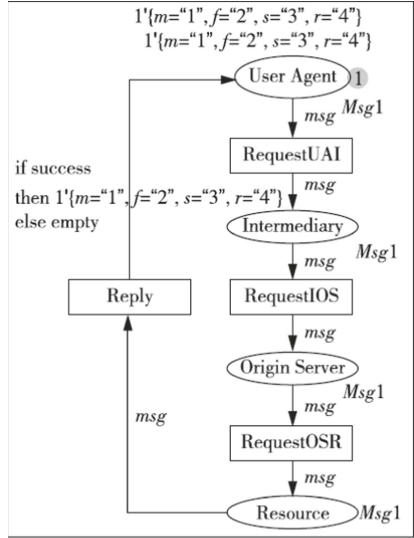 1'{m=“1”, f=“2”, s=“3”, r=“4”}
1'{m=“1”, f=“2”, s=“3”, r=“4”}
User Agent 1
msg Msg1
RequestUAI
msg
if success
then 1'{m=“1”, f=“2”, s=“3”, r=“4”}
else empty
Intermediary
msg Msg1
Reply RequestIOS
msg
Origin Server
msg Msg1
msg
RequestOSR
msg
Resource Msg1